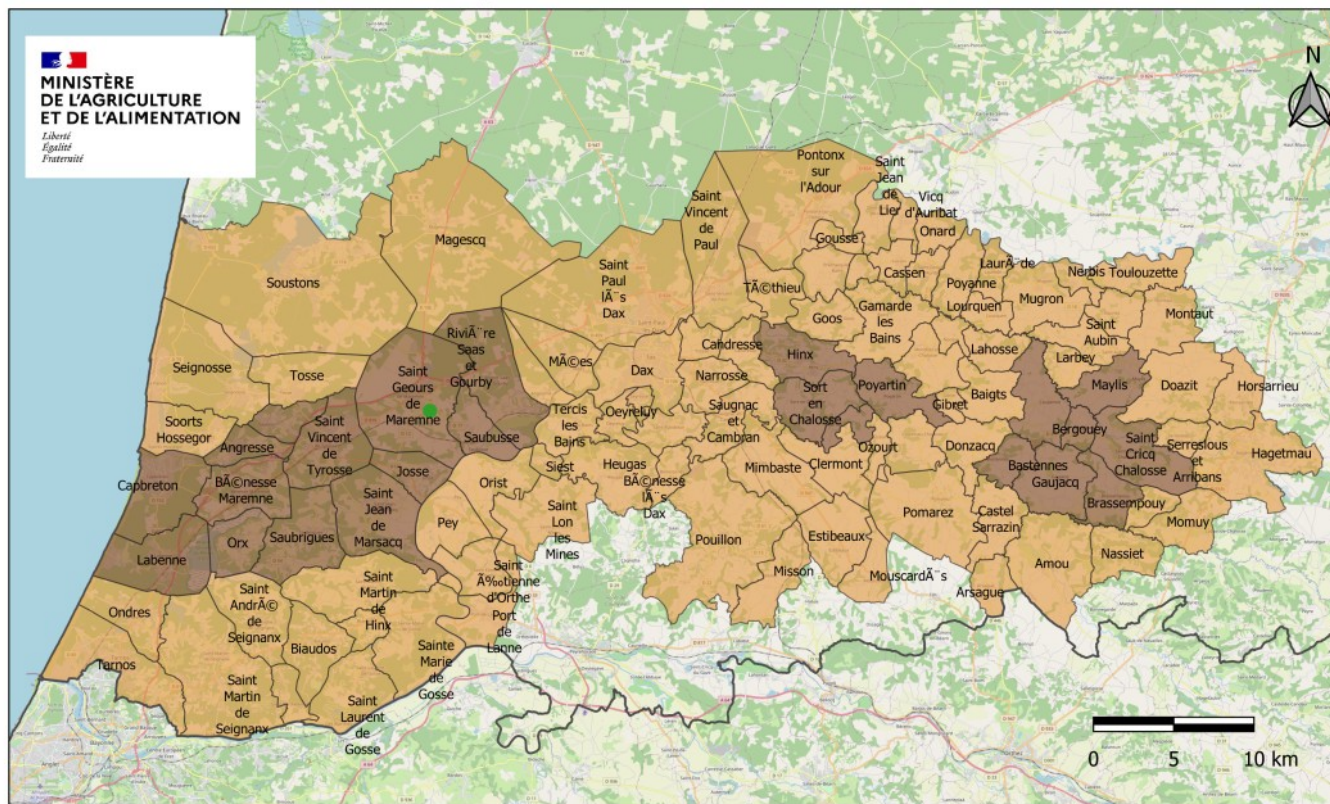 MINISTÈRE
DE L'AGRICULTURE
ET DE L'ALIMENTATION
Liberté
Égalité
Fraternité
N
Soustons
Magescq
Saint
Paul
lÃ¨s
Dax
Saint
Vincent
de
Paul
Pontonx
sur
l'Adour
Saint
Jean
de
Lier
Vicq
d'Auribat
Onard
Gousse
Cassen
TÃ©thieu
Goos
Gamarde
les
Bains
Poyanne
LaurÃ¨de
Lourquen
Mugron
Nerbis
Toulouzette
Montaut
Saint
Aubin
Larbey
Lahosse
Maylis
Doazit
Horsarrieu
Seignosse
Tosse
Soorts
Hossegor
RiviÃ¨re
Saas
et
Gourby
Saint
Geours
de
Maremne
Saubusse
MÃ©es
Dax
Candresse
Narrosse
Hinx
Sort
en
Chalosse
Poyartin
Gibret
Baigts
Bergouey
Tercis
les
Bains
Oeyreluy
Saugnac
et
Cambran
Ozourt
Donzacq
Clermont
Mimbaste
Saint
Cricq
Chalosse
Serreslous
et
Arribans
Hagetmau
Bastennes
Gaujacq
Brassempouy
Momuy
Capbreton
Angresse
Saint
Vincent
de
Tyrosse
BÃ©nesse
Maremne
Josse
Saint
Jean
de
Marsacq
Orist
Siest
Heugas
BÃ©nesse
lÃ¨s
Dax
Labenne
Orx
Saubrigues
Pey
Saint
Lon
les
Mines
Pouillon
Estibeaux
Pomarez
Castel
Sarrazin
Amou
Nassiet
Misson
MouscardÃ¨s
Arsague
Ondres
Saint
AndrÃ©
de
Seignanx
Saint
Martin
de
Hinx
Saint
Ã‰tienne
d'Orthe
Port
de
Lanne
Biaudos
Sainte
Marie
de
Gosse
Tarnos
Saint
Martin
de
Seignanx
Saint
Laurent
de
Gosse
0 5 10 km